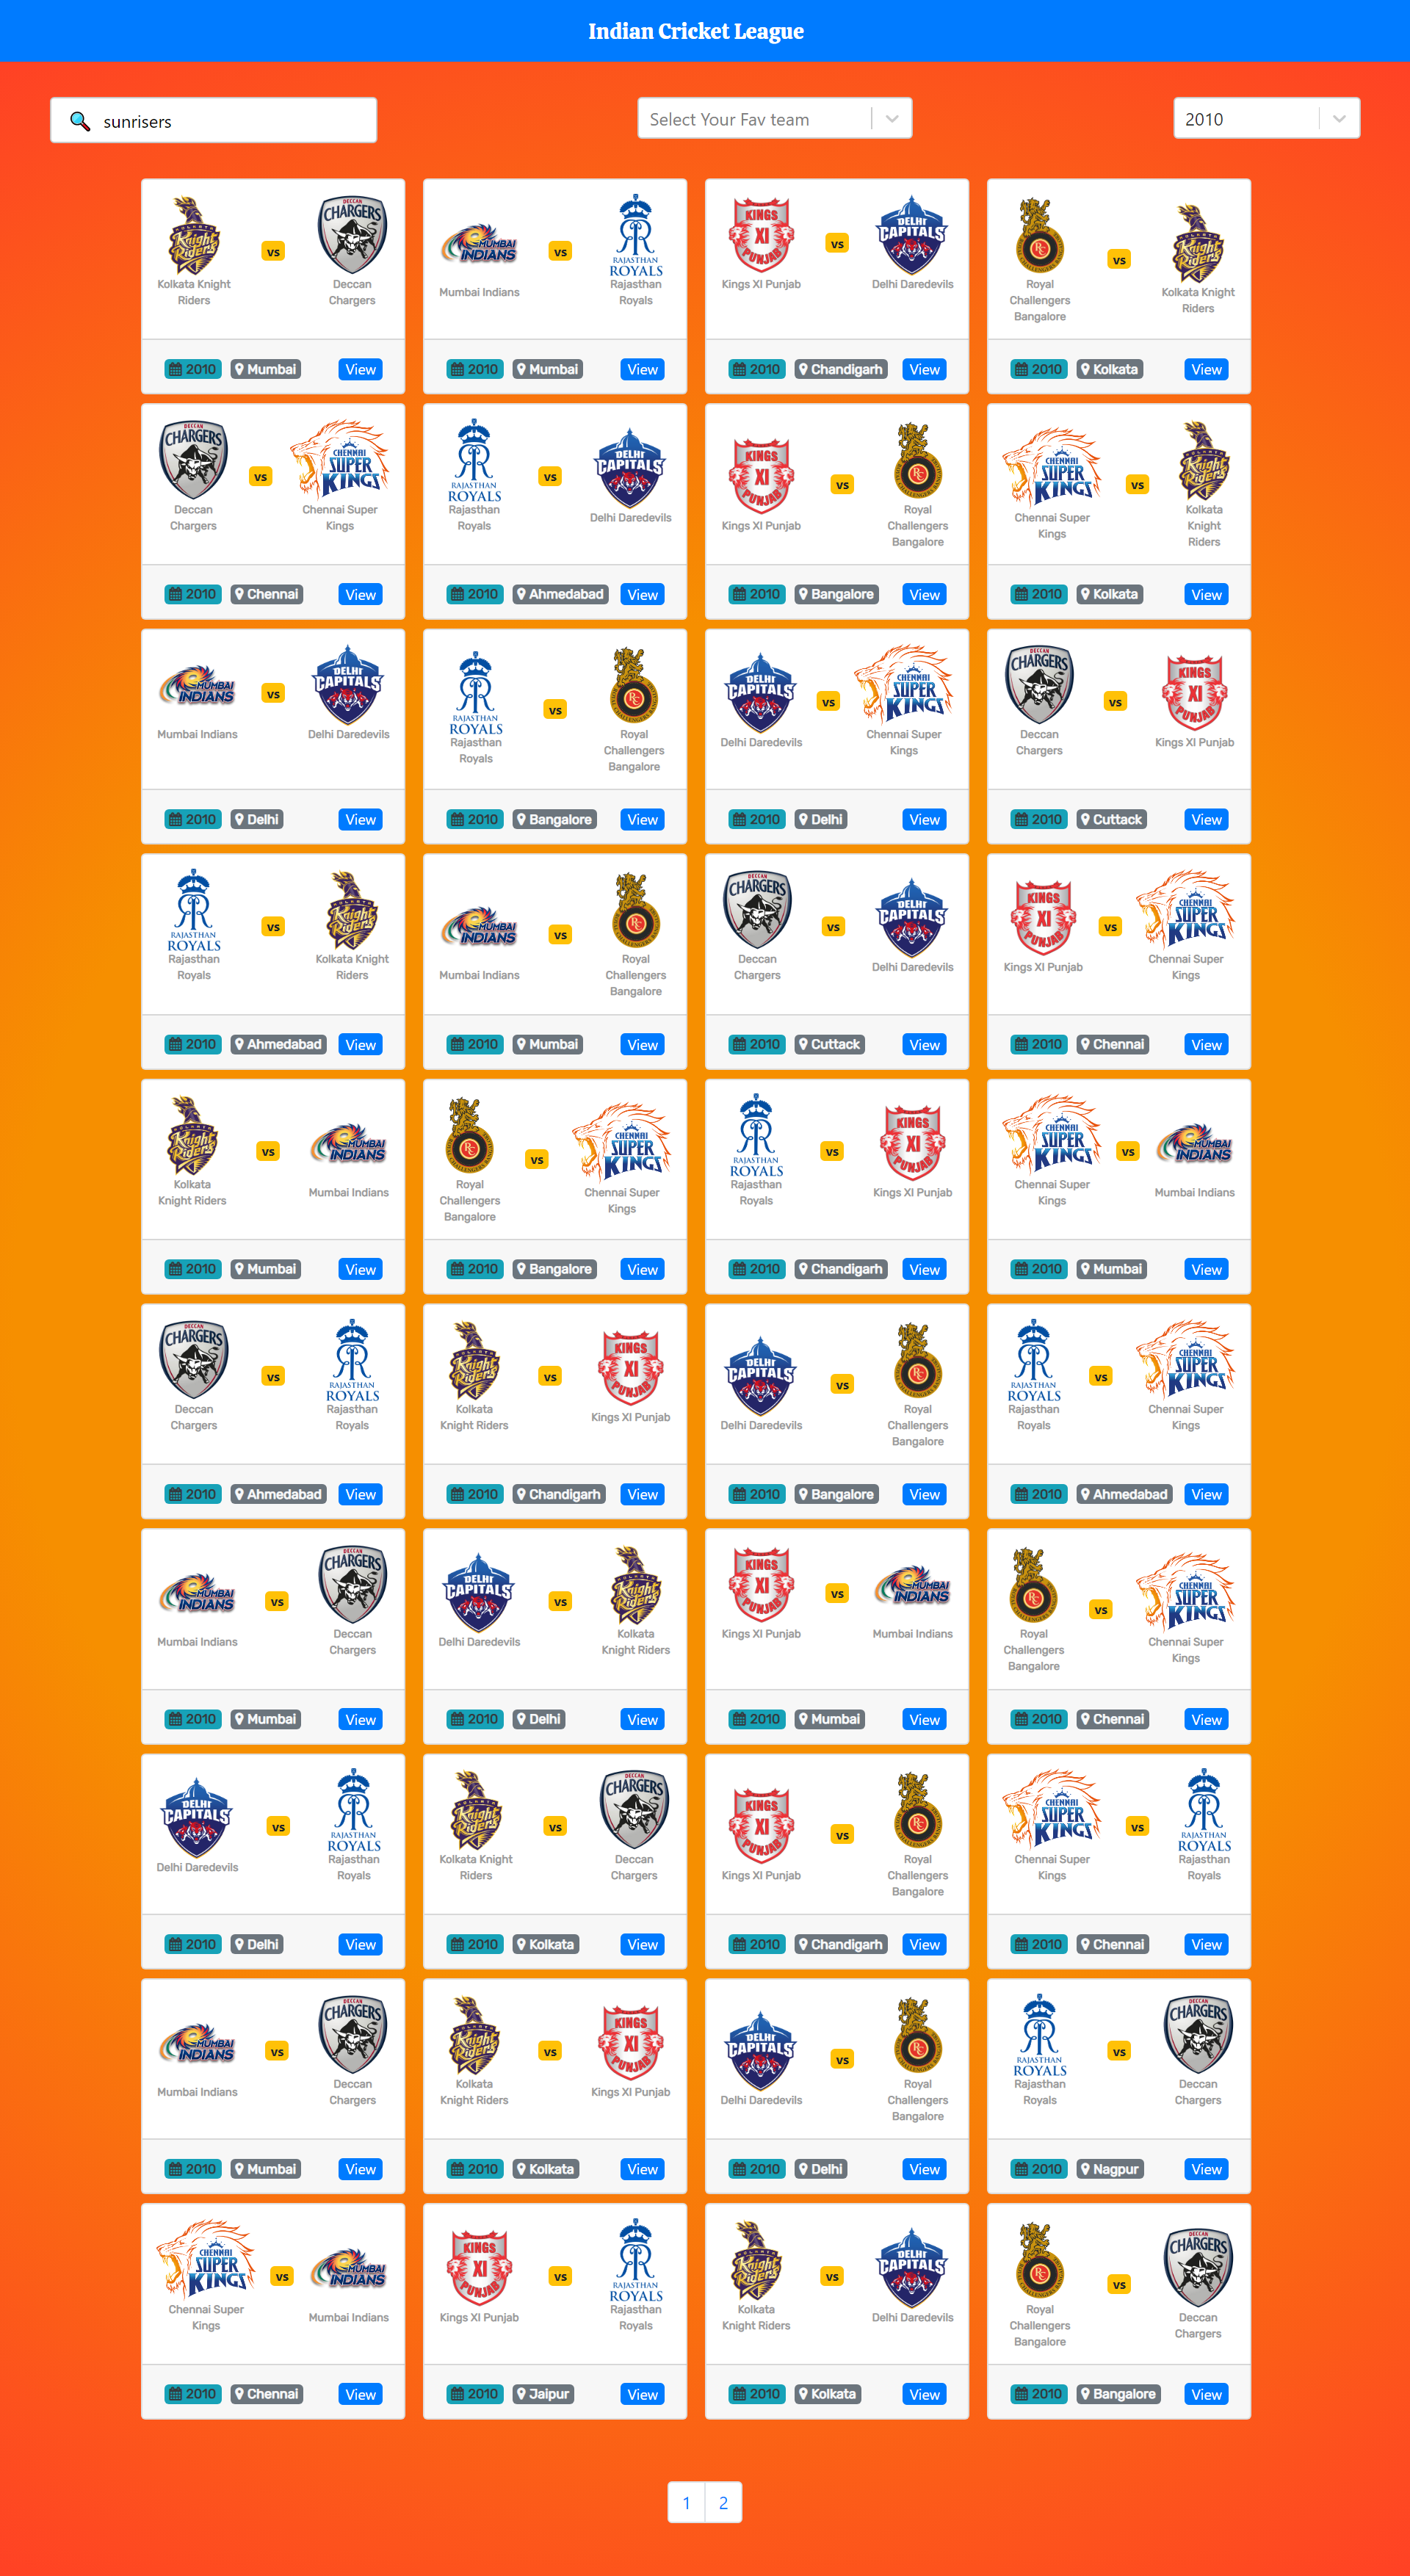 Indian Cricket League
sunrisers
Select Your Fav team
2010
Kolkata Knight Riders
vs
Deccan Chargers
2010 Mumbai View
Mumbai Indians
vs
Rajasthan Royals
2010 Mumbai View
Kings XI Punjab
vs
Delhi Daredevils
2010 Chandigarh View
Royal Challengers Bangalore
vs
Kolkata Knight Riders
2010 Kolkata View
Deccan Chargers
vs
Chennai Super Kings
2010 Chennai View
Rajasthan Royals
vs
Delhi Daredevils
2010 Ahmedabad View
Kings XI Punjab
vs
Royal Challengers Bangalore
2010 Bangalore View
Chennai Super Kings
vs
Kolkata Knight Riders
2010 Kolkata View
Mumbai Indians
vs
Delhi Daredevils
2010 Delhi View
Rajasthan Royals
vs
Royal Challengers Bangalore
2010 Bangalore View
Delhi Daredevils
vs
Chennai Super Kings
2010 Delhi View
Deccan Chargers
vs
Kings XI Punjab
2010 Cuttack View
Rajasthan Royals
vs
Kolkata Knight Riders
2010 Ahmedabad View
Mumbai Indians
vs
Royal Challengers Bangalore
2010 Mumbai View
Deccan Chargers
vs
Delhi Daredevils
2010 Cuttack View
Kings XI Punjab
vs
Chennai Super Kings
2010 Chennai View
Kolkata Knight Riders
vs
Mumbai Indians
2010 Mumbai View
Royal Challengers Bangalore
vs
Chennai Super Kings
2010 Bangalore View
Rajasthan Royals
vs
Kings XI Punjab
2010 Chandigarh View
Chennai Super Kings
vs
Mumbai Indians
2010 Mumbai View
Deccan Chargers
vs
Rajasthan Royals
2010 Ahmedabad View
Kolkata Knight Riders
vs
Kings XI Punjab
2010 Chandigarh View
Delhi Daredevils
vs
Royal Challengers Bangalore
2010 Bangalore View
Rajasthan Royals
vs
Chennai Super Kings
2010 Ahmedabad View
Mumbai Indians
vs
Deccan Chargers
2010 Mumbai View
Delhi Daredevils
vs
Kolkata Knight Riders
2010 Delhi View
Kings XI Punjab
vs
Mumbai Indians
2010 Mumbai View
Royal Challengers Bangalore
vs
Chennai Super Kings
2010 Chennai View
Delhi Daredevils
vs
Rajasthan Royals
2010 Delhi View
Kolkata Knight Riders
vs
Deccan Chargers
2010 Kolkata View
Kings XI Punjab
vs
Royal Challengers Bangalore
2010 Chandigarh View
Chennai Super Kings
vs
Rajasthan Royals
2010 Chennai View
Mumbai Indians
vs
Deccan Chargers
2010 Mumbai View
Kolkata Knight Riders
vs
Kings XI Punjab
2010 Kolkata View
Delhi Daredevils
vs
Royal Challengers Bangalore
2010 Delhi View
Rajasthan Royals
vs
Deccan Chargers
2010 Nagpur View
Chennai Super Kings
vs
Mumbai Indians
2010 Chennai View
Kings XI Punjab
vs
Rajasthan Royals
2010 Jaipur View
Kolkata Knight Riders
vs
Delhi Daredevils
2010 Kolkata View
Royal Challengers Bangalore
vs
Deccan Chargers
2010 Bangalore View
1 2